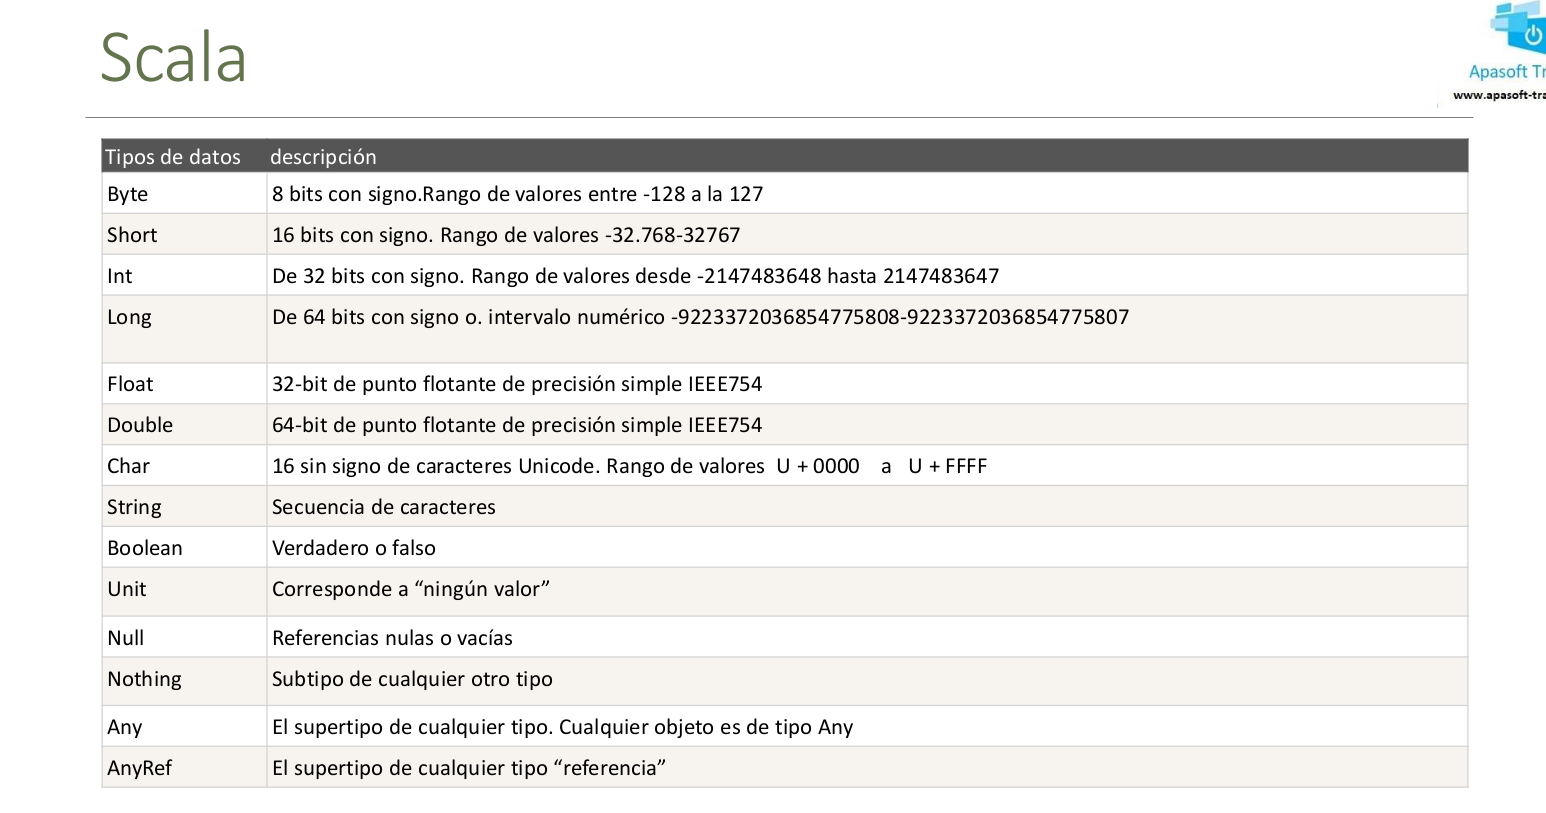 Scala
Apasoft Tr
www.apasoft-tra
Tipos de datos descripción
Byte 8 bits con signo.Rango de valores entre -128 a la 127
Short 16 bits con signo. Rango de valores -32.768-32767
Int De 32 bits con signo. Rango de valores desde -2147483648 hasta 2147483647
Long De 64 bits con signo o. intervalo numérico -9223372036854775808-9223372036854775807
Float 32-bit de punto flotante de precisión simple IEEE754
Double 64-bit de punto flotante de precisión simple IEEE754
Char 16 sin signo de caracteres Unicode. Rango de valores U + 0000 a U + FFFF
String Secuencia de caracteres
Boolean Verdadero o falso
Unit Corresponde a “ningún valor”
Null Referencias nulas o vacías
Nothing Subtipo de cualquier otro tipo
Any El supertipo de cualquier tipo. Cualquier objeto es de tipo Any
AnyRef El supertipo de cualquier tipo “referencia”